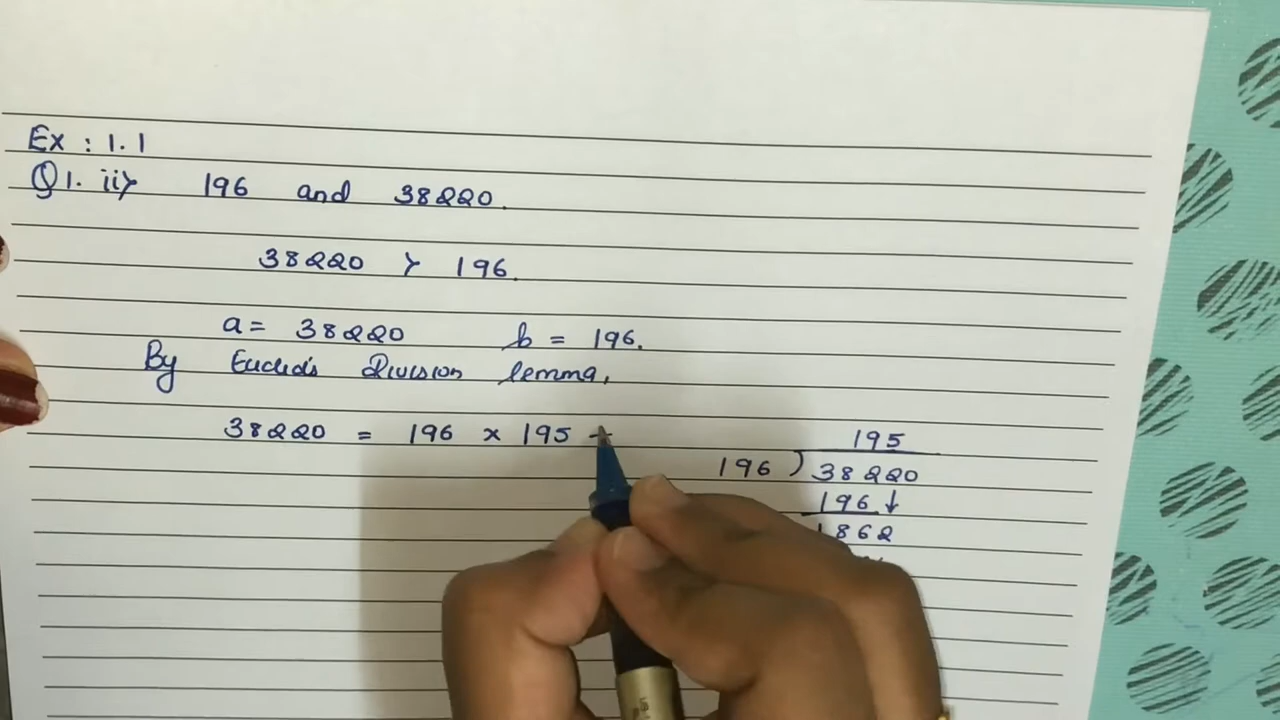 Ex : 1.1
Q1. ii> 196 and 38220.
38220 > 196.
a = 38220 b = 196.
By Euclid's Division lemma,
38220 = 196 × 195 +
195
196 ) 38220
196 ↓
1862